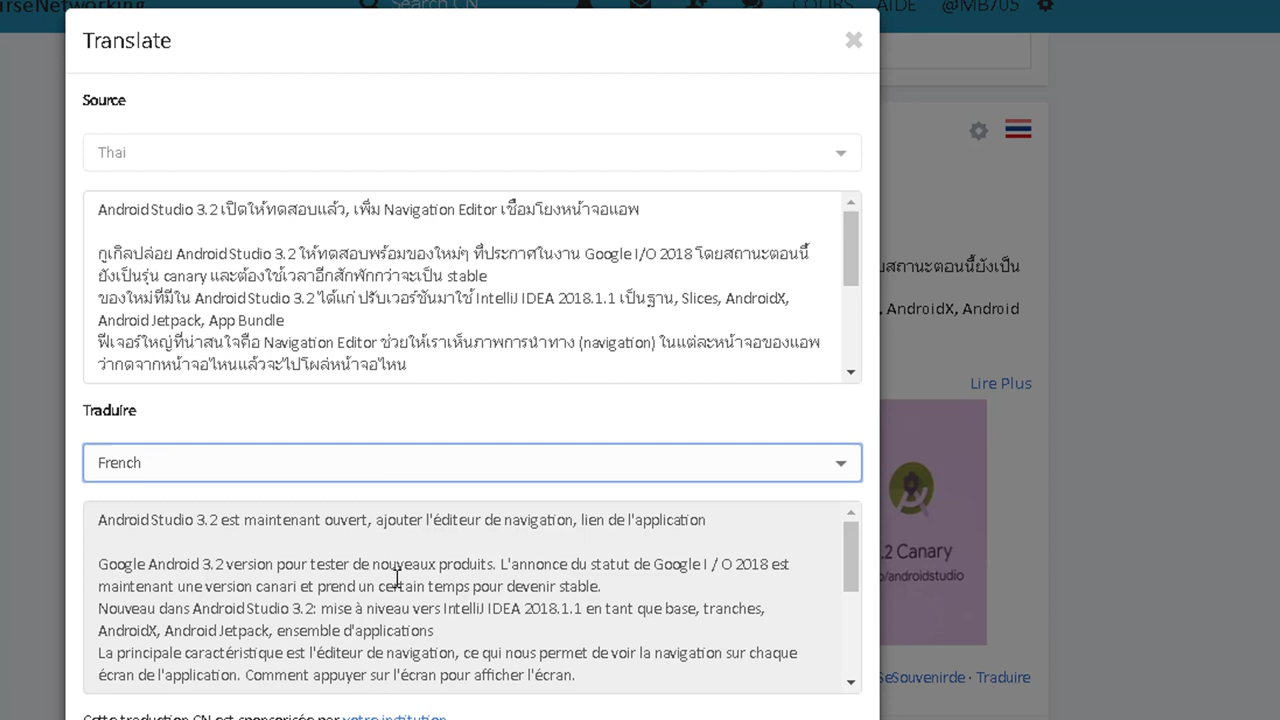 rseNetworking
Search CN
COURS
AIDE
@MB705
Translate
Source
Thai
Android Studio 3.2 เปิดให้ทดสอบแล้ว, เพิ่ม Navigation Editor เชื่อมโยงหน้าจอแอพ
กูเกิลปล่อย Android Studio 3.2 ให้ทดสอบพร้อมของใหม่ๆ ที่ประกาศในงาน Google I/O 2018 โดยสถานะตอนนี้
ยังเป็นรุ่น canary และต้องใช้เวลาอีกสักพักกว่าจะเป็น stable
ของใหม่ที่มีใน Android Studio 3.2 ได้แก่ ปรับเวอร์ชันมาใช้ IntelliJ IDEA 2018.1.1 เป็นฐาน, Slices, AndroidX,
Android Jetpack, App Bundle
ฟีเจอร์ใหญ่ที่น่าสนใจคือ Navigation Editor ช่วยให้เราเห็นภาพการนำทาง (navigation) ในแต่ละหน้าจอของแอพ
ว่ากดจากหน้าจอไหนแล้วจะไปโผล่หน้าจอไหน
Traduire
French
Android Studio 3.2 est maintenant ouvert, ajouter l'éditeur de navigation, lien de l'application
Google Android 3.2 version pour tester de nouveaux produits. L'annonce du statut de Google I / O 2018 est
maintenant une version canari et prend un certain temps pour devenir stable.
Nouveau dans Android Studio 3.2: mise à niveau vers IntelliJ IDEA 2018.1.1 en tant que base, tranches,
AndroidX, Android Jetpack, ensemble d'applications
La principale caractéristique est l'éditeur de navigation, ce qui nous permet de voir la navigation sur chaque
écran de l'application. Comment appuyer sur l'écran pour afficher l'écran.
Cette traduction CN est sponsorisée par votre institution
ยสถานะตอนนี้ยังเป็น
, AndroidX, Android
Lire Plus
.2 Canary
o/androidstudio
SeSouvenirde · Traduire